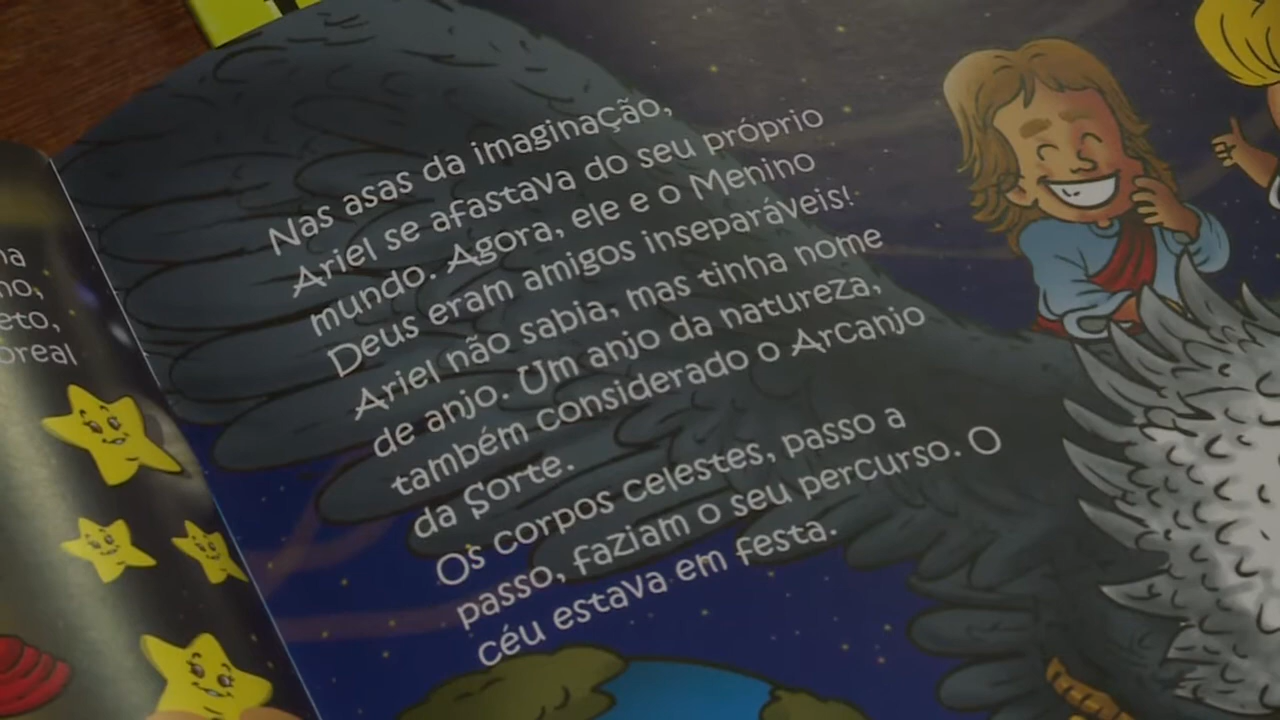 Nas asas da imaginação,
Ariel se afastava do seu próprio
mundo. Agora, ele e o Menino
Deus eram amigos inseparáveis!
Ariel não sabia, mas tinha nome
de anjo. Um anjo da natureza,
também considerado o Arcanjo
da Sorte.
Os corpos celestes, passo a
passo, faziam o seu percurso. O
céu estava em festa.